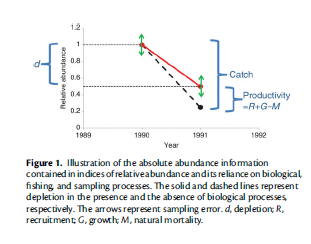 1.2
1
0.8
0.6
0.4
0.2
0
Relative abundance
d
1989
1990
1991
1992
Year
Catch
Productivity
=R+G–M
Figure 1. Illustration of the absolute abundance information
contained in indices of relative abundance and its reliance on biological,
fishing, and sampling processes. The solid and dashed lines represent
depletion in the presence and the absence of biological processes,
respectively. The arrows represent sampling error. d, depletion; R,
recruitment; G, growth; M, natural mortality.